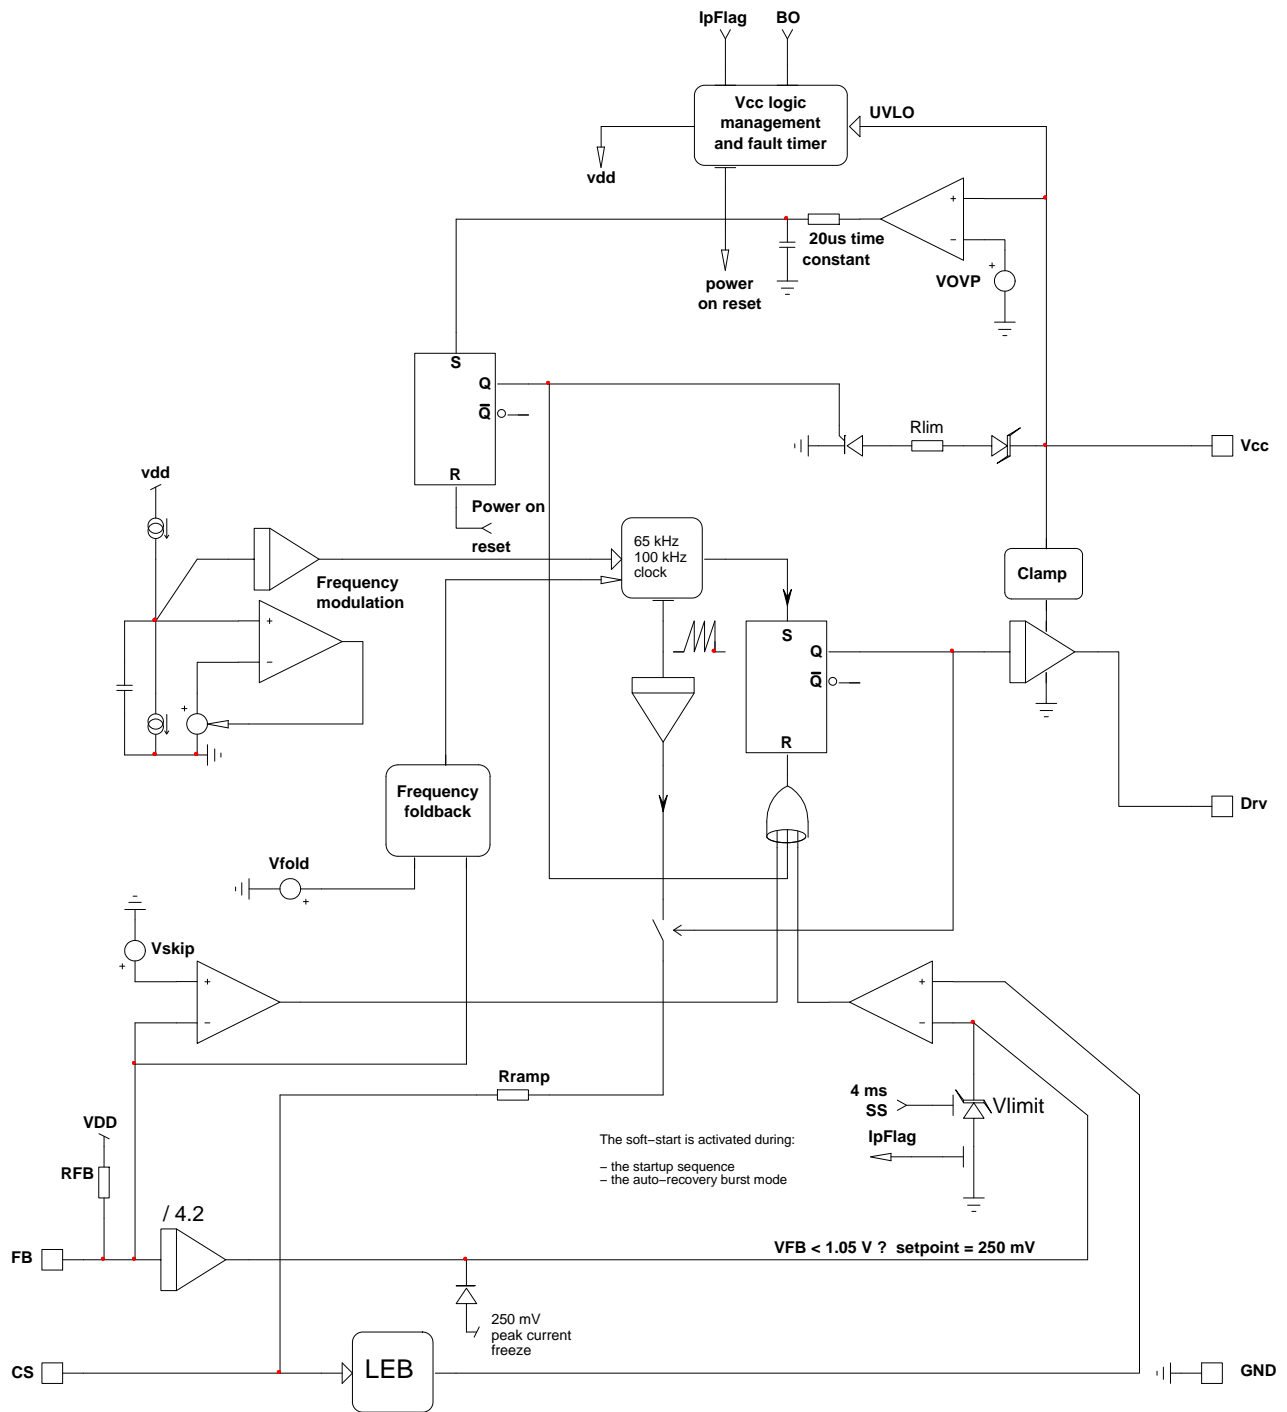 IpFlag
BO
Vcc logic
management
and fault timer
UVLO
vdd
+
−
20us time
constant
VOVP
+
power
on reset
S
Q
Q
R
Rlim
Vcc
vdd
Power on
reset
65 kHz
100 kHz
clock
Frequency
modulation
Clamp
+
−
+
S
Q
Q
R
Frequency
foldback
Drv
Vfold
+
Vskip
+
+
−
+
−
Rramp
4 ms
SS
Vlimit
IpFlag
VDD
RFB
The soft−start is activated during:
− the startup sequence
− the auto−recovery burst mode
/ 4.2
FB
VFB < 1.05 V ? setpoint = 250 mV
250 mV
peak current
freeze
CS
LEB
GND